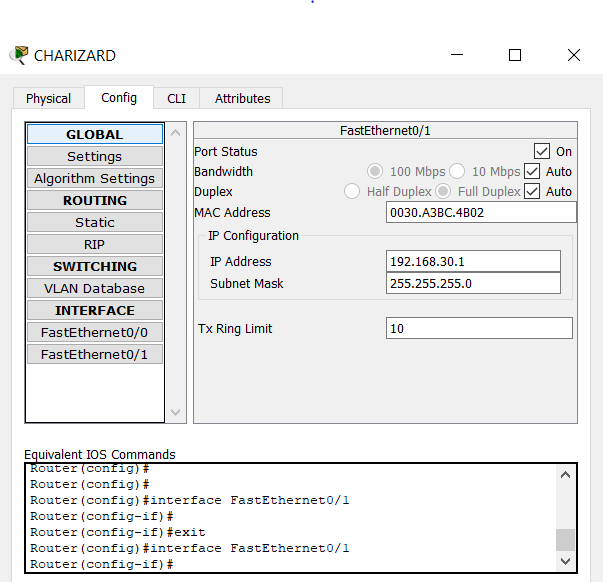 CHARIZARD
Physical Config CLI Attributes
GLOBAL
Settings
Algorithm Settings
ROUTING
Static
RIP
SWITCHING
VLAN Database
INTERFACE
FastEthernet0/0
FastEthernet0/1
FastEthernet0/1
Port Status On
Bandwidth 100 Mbps 10 Mbps Auto
Duplex Half Duplex Full Duplex Auto
MAC Address 0030.A3BC.4B02
IP Configuration
IP Address 192.168.30.1
Subnet Mask 255.255.255.0
Tx Ring Limit 10
Equivalent IOS Commands
Router(config)#
Router(config)#
Router(config)#interface FastEthernet0/1
Router(config-if)#
Router(config-if)#exit
Router(config)#interface FastEthernet0/1
Router(config-if)#